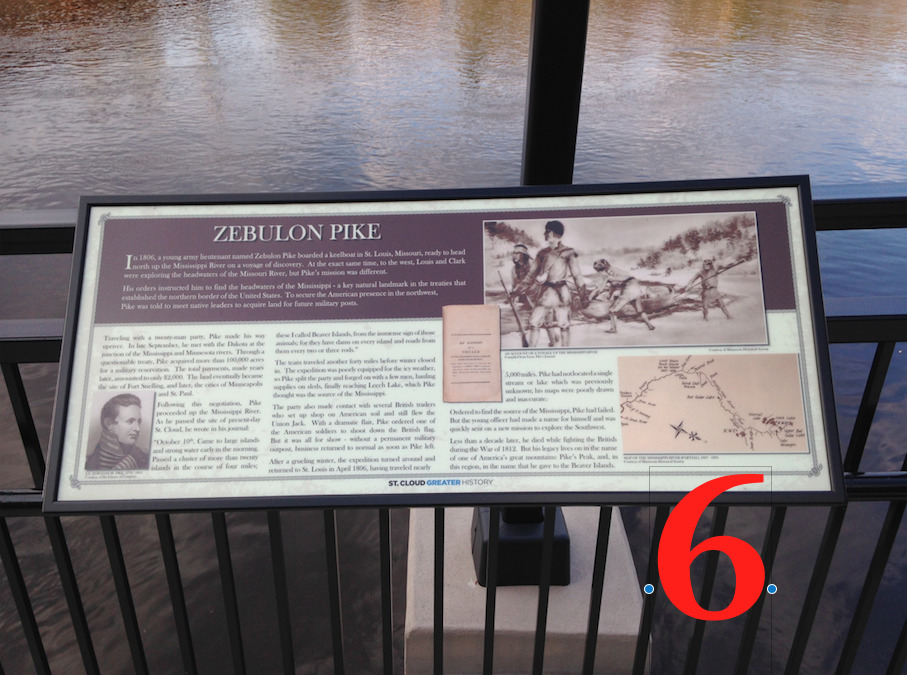 ZEBULON PIKE
In 1806, a young army lieutenant named Zebulon Pike boarded a keelboat in St. Louis, Missouri, ready to head
north up the Mississippi River on a voyage of discovery. At the exact same time, to the west, Louis and Clark
were exploring the headwaters of the Missouri River, but Pike's mission was different.
His orders instructed him to find the headwaters of the Mississippi - a key natural landmark in the treaties that
established the northern border of the United States. To secure the American presence in the northwest,
Pike was told to meet native leaders to acquire land for future military posts.
Traveling with a twenty-man party, Pike made his way
upriver. In late September, he met with the Dakota at the
junction of the Mississippi and Minnesota rivers. Through a
questionable treaty, Pike acquired more than 100,000 acres
for a military reservation. The total payments, made years
later, amounted to only $2,000. The land eventually became
the site of Fort Snelling, and later, the cities of Minneapolis
and St. Paul.
Following this negotiation, Pike
proceeded up the Mississippi River.
As he passed the site of present-day
St. Cloud, he wrote in his journal:
"October 10th. Came to large islands
and strong water early in the morning.
Passed a cluster of more than twenty
islands in the course of four miles;
these I called Beaver Islands, from the immense sign of those
animals; for they have dams on every island and roads from
them every two or three rods."
The team traveled another forty miles before winter closed
in. The expedition was poorly equipped for the icy weather,
so Pike split the party and forged on with a few men, hauling
supplies on sleds, finally reaching Leech Lake, which Pike
thought was the source of the Mississippi.
The party also made contact with several British traders
who set up shop on American soil and still flew the
Union Jack. With a dramatic flair, Pike ordered one of
the American soldiers to shoot down the British flag.
But it was all for show - without a permanent military
outpost, business returned to normal as soon as Pike left.
After a grueling winter, the expedition turned around and
returned to St. Louis in April 1806, having traveled nearly
5,000 miles. Pike had not located a single
stream or lake which was previously
unknown; his maps were poorly drawn
and inaccurate.
Ordered to find the source of the Mississippi, Pike had failed.
But the young officer had made a name for himself and was
quickly sent on a new mission to explore the Southwest.
Less than a decade later, he died while fighting the British
during the War of 1812. But his legacy lives on in the name
of one of America's great mountains: Pike's Peak, and, in
this region, in the name that he gave to the Beaver Islands.
ST. CLOUD GREATER HISTORY
6